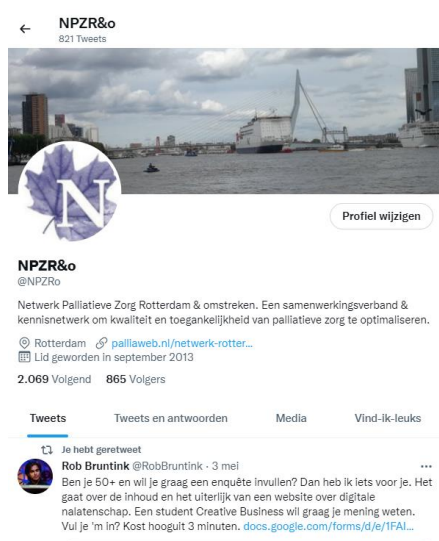 NPZR&o
821 Tweets
N
Profiel wijzigen
NPZR&o
@NPZRo
Netwerk Palliatieve Zorg Rotterdam & omstreken. Een samenwerkingsverband &
kennisnetwerk om kwaliteit en toegankelijkheid van palliatieve zorg te optimaliseren.
Rotterdam palliaweb.nl/netwerk-rotter...
Lid geworden in september 2013
2.069 Volgend 865 Volgers
Tweets Tweets en antwoorden Media Vind-ik-leuks
Je hebt geretweet
Rob Bruntink @RobBruntink · 3 mei
Ben je 50+ en wil je graag een enquête invullen? Dan heb ik iets voor je. Het
gaat over de inhoud en het uiterlijk van een website over digitale
nalatenschap. Een student Creative Business wil graag je mening weten.
Vul je 'm in? Kost hooguit 3 minuten. docs.google.com/forms/d/e/1FAI...